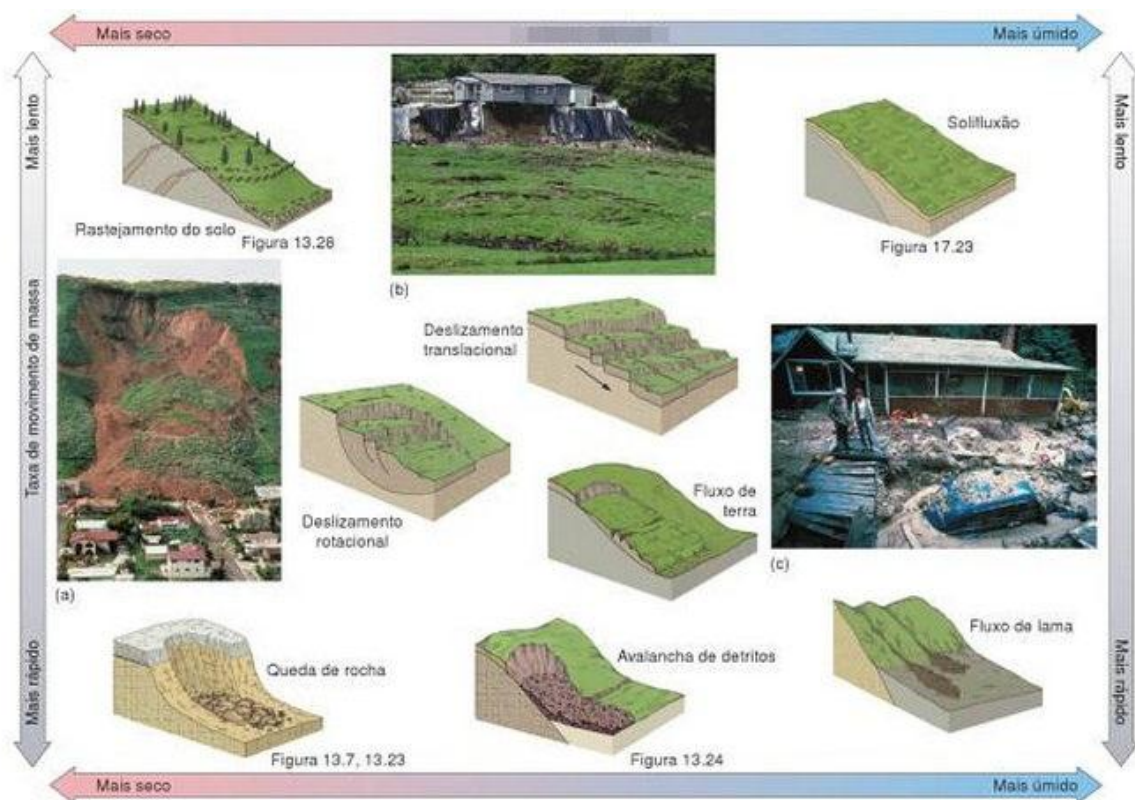 Mais seco
Mais úmido
Mais lento
Taxa de movimento de massa
Mais rápido
Mais lento
Mais rápido
Rastejamento do solo
Figura 13.28
(b)
Solifluxão
Figura 17.23
Deslizamento
translacional
Deslizamento
rotacional
Fluxo de
terra
(a)
(c)
Queda de rocha
Figura 13.7, 13.23
Avalancha de detritos
Figura 13.24
Fluxo de lama
Mais seco
Mais úmido